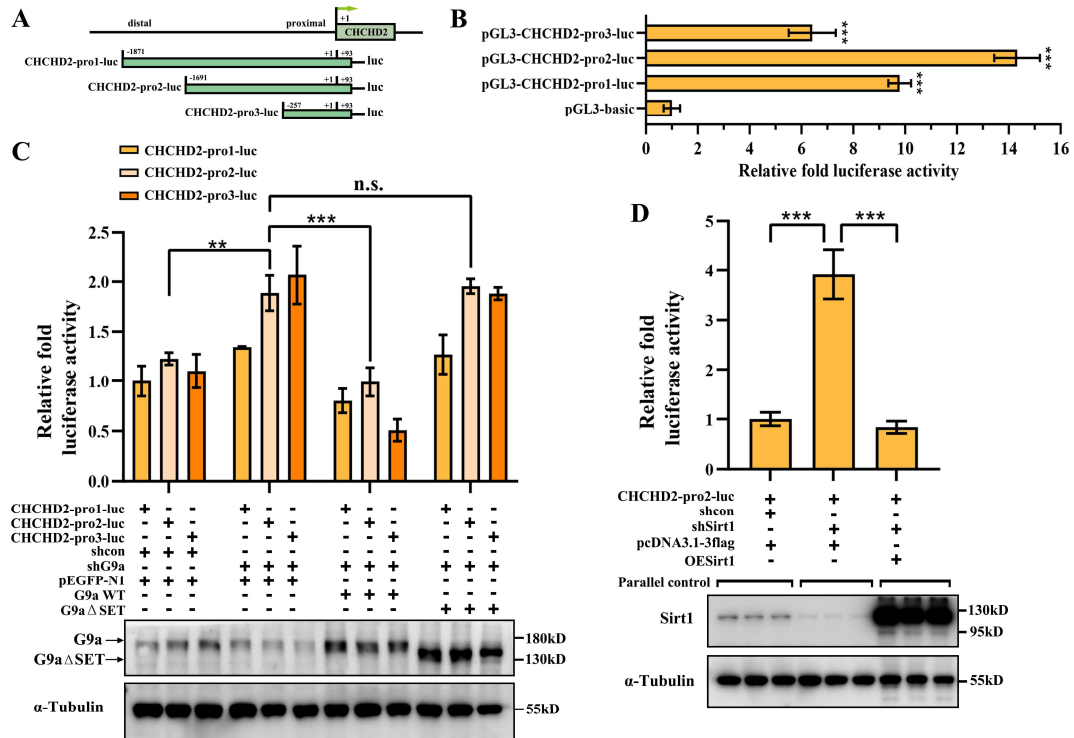 A
distal
proximal
+1
CHCHD2
-1871
+1
+93
CHCHD2-pro1-luc
luc
-1691
+1
+93
CHCHD2-pro2-luc
luc
-257
+1
+93
CHCHD2-pro3-luc
luc
B
pGL3-CHCHD2-pro3-luc
***
pGL3-CHCHD2-pro2-luc
***
pGL3-CHCHD2-pro1-luc
***
pGL3-basic
0 2 4 6 8 10 12 14 16
Relative fold luciferase activity
C
CHCHD2-pro1-luc
CHCHD2-pro2-luc
CHCHD2-pro3-luc
n.s.
***
**
2.5
2.0
1.5
1.0
0.5
0.0
Relative fold
luciferase activity
CHCHD2-pro1-luc + - - + - - + - - + - -
CHCHD2-pro2-luc - + - - + - - + - - + -
CHCHD2-pro3-luc - - + - - + - - + - - +
shcon + + + - - - - - - - - -
shG9a - - - + + + + + + + + +
pEGFP-N1 + + + + + + - - - - - -
G9a WT - - - - - - + + + - - -
G9a Δ SET - - - - - - - - - + + +
G9a
180kD
G9aΔSET
130kD
α-Tubulin
55kD
D
*** ***
5
4
3
2
1
0
Relative fold
luciferase activity
CHCHD2-pro2-luc + + +
shcon + - -
shSirt1 - + +
pcDNA3.1-3flag + + -
OESirt1 - - +
Parallel control
Sirt1
130kD
95kD
α-Tubulin
55kD